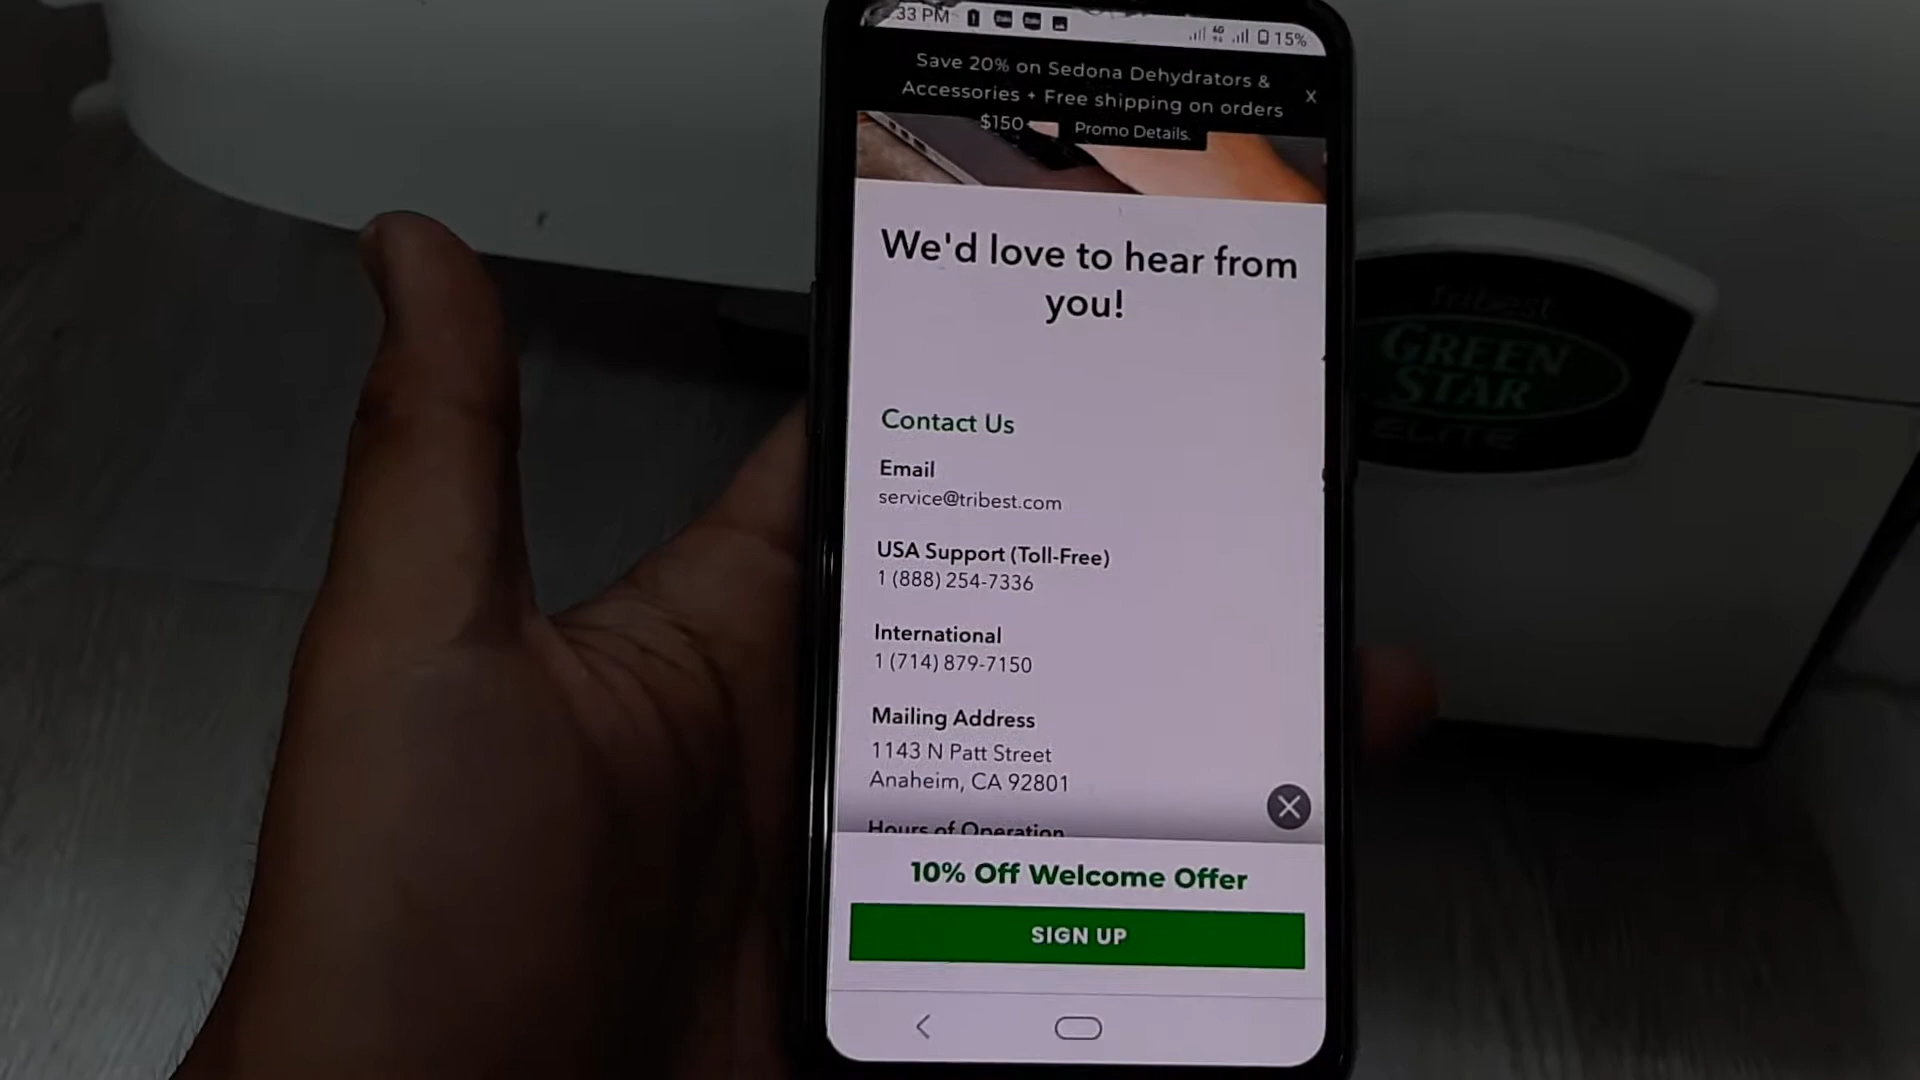 :33 PM
15%
Save 20% on Sedona Dehydrators &
Accessories + Free shipping on orders
$150+
Promo Details.
X
We'd love to hear from
you!
Contact Us
Email
service@tribest.com
USA Support (Toll-Free)
1 (888) 254-7336
International
1 (714) 879-7150
Mailing Address
1143 N Patt Street
Anaheim, CA 92801
Hours of Operation
10% Off Welcome Offer
SIGN UP
Tribest
GREEN
STAR
ELITE